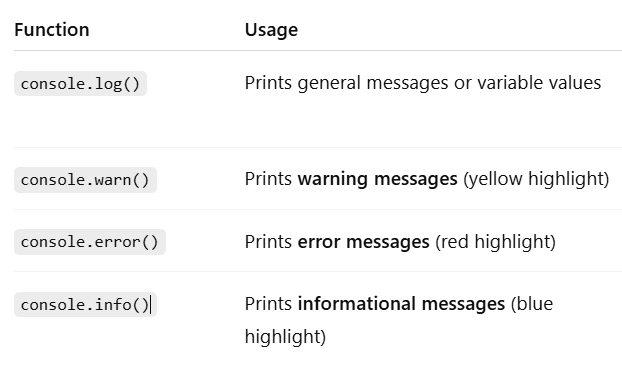 Function Usage
console.log() Prints general messages or variable values
console.warn() Prints warning messages (yellow highlight)
console.error() Prints error messages (red highlight)
console.info() Prints informational messages (blue
highlight)